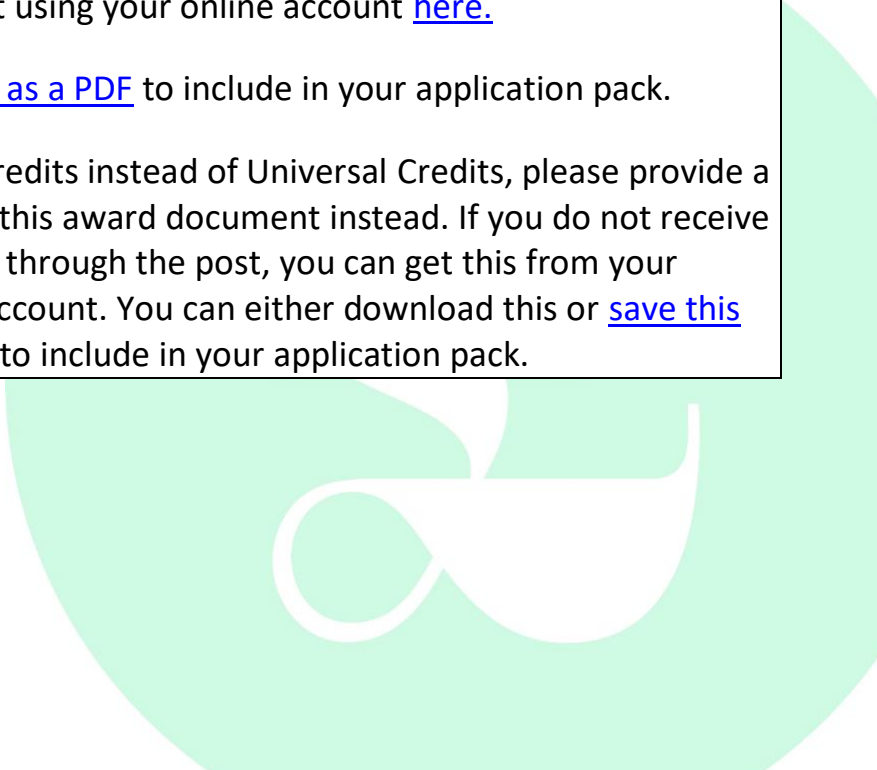 t using your online account here.
as a PDF to include in your application pack.
redits instead of Universal Credits, please provide a
this award document instead. If you do not receive
through the post, you can get this from your
ccount. You can either download this or save this
to include in your application pack.